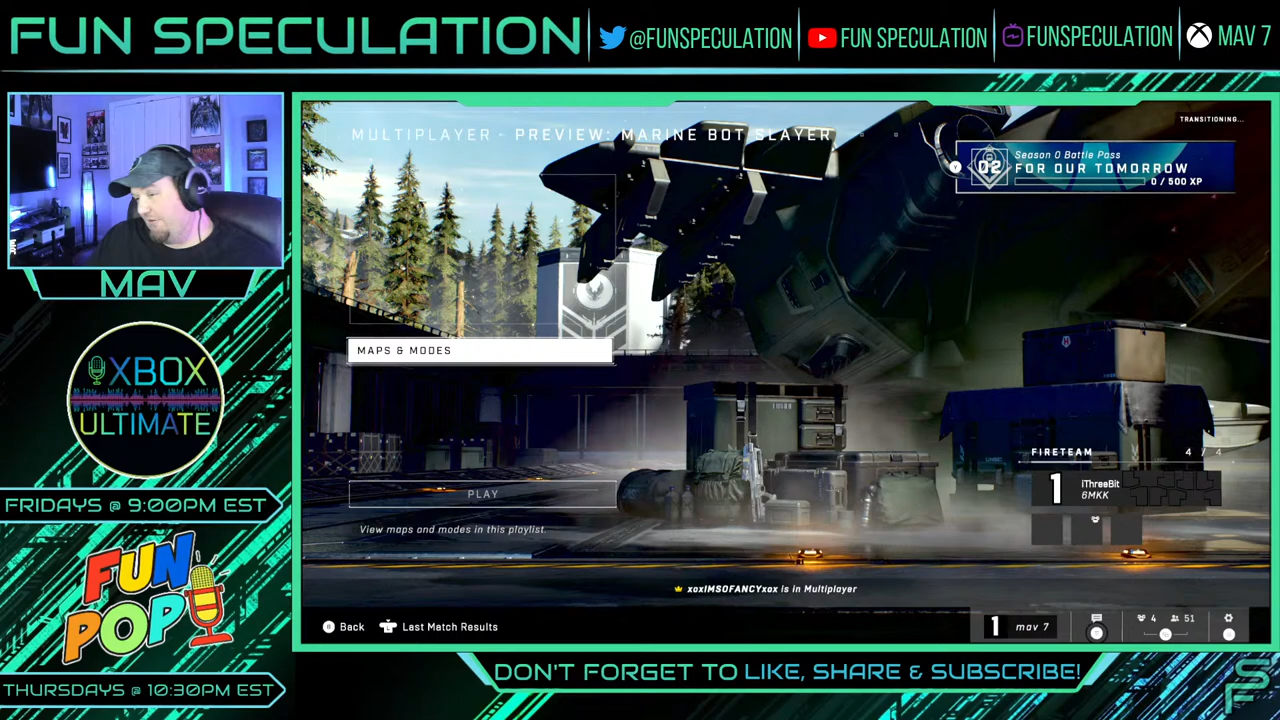 FUN SPECULATION
@FUNSPECULATION
FUN SPECULATION
FUNSPECULATION
MAV 7
MULTIPLAYER - PREVIEW: MARINE BOT SLAYER
TRANSITIONING...
Season 0 Battle Pass
02
FOR OUR TOMORROW
0 / 500 XP
MAV
MAPS & MODES
XBOX
ULTIMATE
FIRETEAM 4 / 4
1 iThreeBit
6MKK
PLAY
View maps and modes in this playlist.
FRIDAYS @ 9:00PM EST
FUN
POP
xoxIMSOFANCYxox is in Multiplayer
B Back Last Match Results
1 mav 7
4 51
DON'T FORGET TO LIKE, SHARE & SUBSCRIBE!
THURSDAYS @ 10:30PM EST
SF